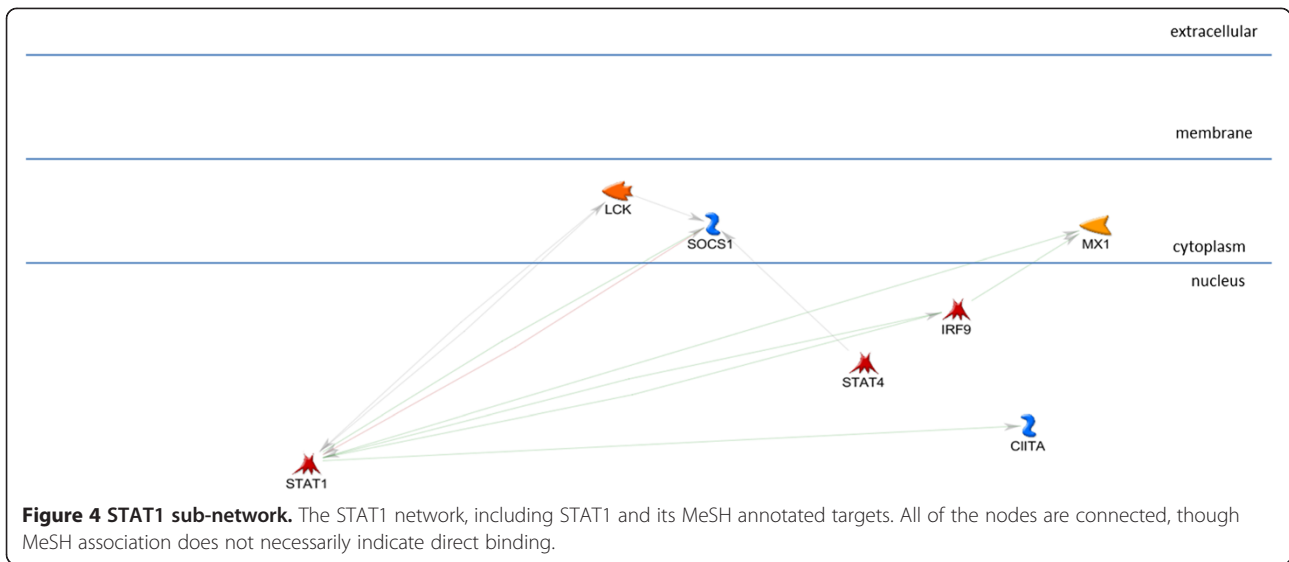 extracellular
membrane
LCK
SOCS1
MX1
cytoplasm
nucleus
IRF9
STAT4
CIITA
STAT1
Figure 4 STAT1 sub-network. The STAT1 network, including STAT1 and its MeSH annotated targets. All of the nodes are connected, though
MeSH association does not necessarily indicate direct binding.